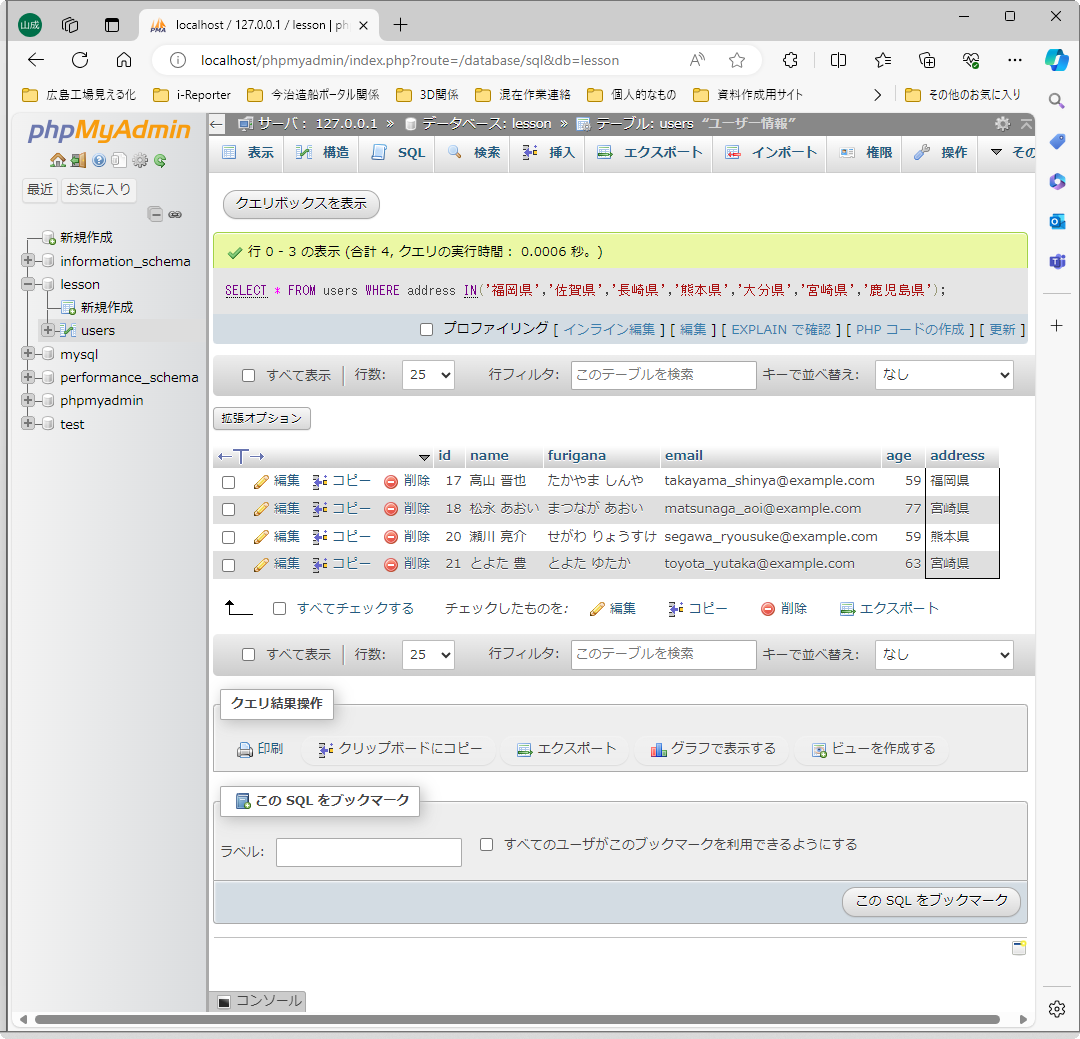 山成
localhost / 127.0.0.1 / lesson | ph
localhost/phpmyadmin/index.php?route=/database/sql&db=lesson
広島工場見える化
i-Reporter
今治造船ポータル関係
3D関係
混在作業連絡
個人的なもの
資料作成用サイト
その他のお気に入り
phpMyAdmin
最近
お気に入り
新規作成
information_schema
lesson
新規作成
users
mysql
performance_schema
phpmyadmin
test
サーバ: 127.0.0.1 » データベース: lesson » テーブル: users “ユーザー情報”
表示 構造 SQL 検索 挿入 エクスポート インポート 権限 操作 その
クエリボックスを表示
行 0 - 3 の表示 (合計 4, クエリの実行時間： 0.0006 秒。)
SELECT * FROM users WHERE address IN('福岡県','佐賀県','長崎県','熊本県','大分県','宮崎県','鹿児島県');
プロファイリング [ インライン編集 ] [ 編集 ] [ EXPLAIN で確認 ] [ PHP コードの作成 ] [ 更新 ]
すべて表示 行数: 25 行フィルタ: このテーブルを検索 キーで並べ替え: なし
拡張オプション
←T→ id name furigana email age address
編集 コピー 削除 17 高山 晋也 たかやま しんや takayama_shinya@example.com 59 福岡県
編集 コピー 削除 18 松永 あおい まつなが あおい matsunaga_aoi@example.com 77 宮崎県
編集 コピー 削除 20 瀬川 亮介 せがわ りょうすけ segawa_ryousuke@example.com 59 熊本県
編集 コピー 削除 21 とよた 豊 とよた ゆたか toyota_yutaka@example.com 63 宮崎県
すべてチェックする チェックしたものを: 編集 コピー 削除 エクスポート
すべて表示 行数: 25 行フィルタ: このテーブルを検索 キーで並べ替え: なし
クエリ結果操作
印刷 クリップボードにコピー エクスポート グラフで表示する ビューを作成する
この SQL をブックマーク
ラベル: すべてのユーザがこのブックマークを利用できるようにする
この SQL をブックマーク
コンソール